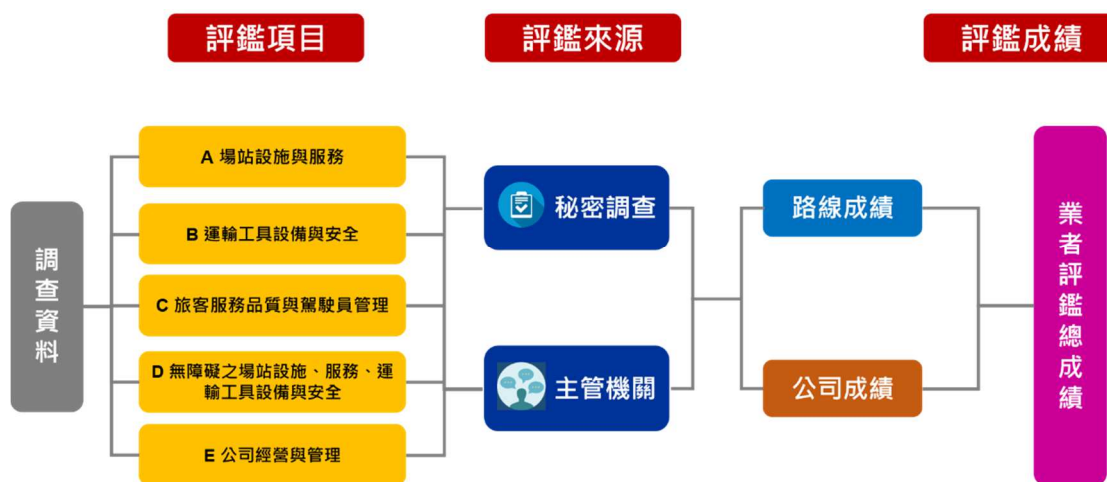 評鑑項目
評鑑來源
評鑑成績
調查資料
A 場站設施與服務
B 運輸工具設備與安全
C 旅客服務品質與駕駛員管理
D 無障礙之場站設施、服務、運
輸工具設備與安全
E 公司經營與管理
秘密調查
主管機關
路線成績
公司成績
業者評鑑總成績